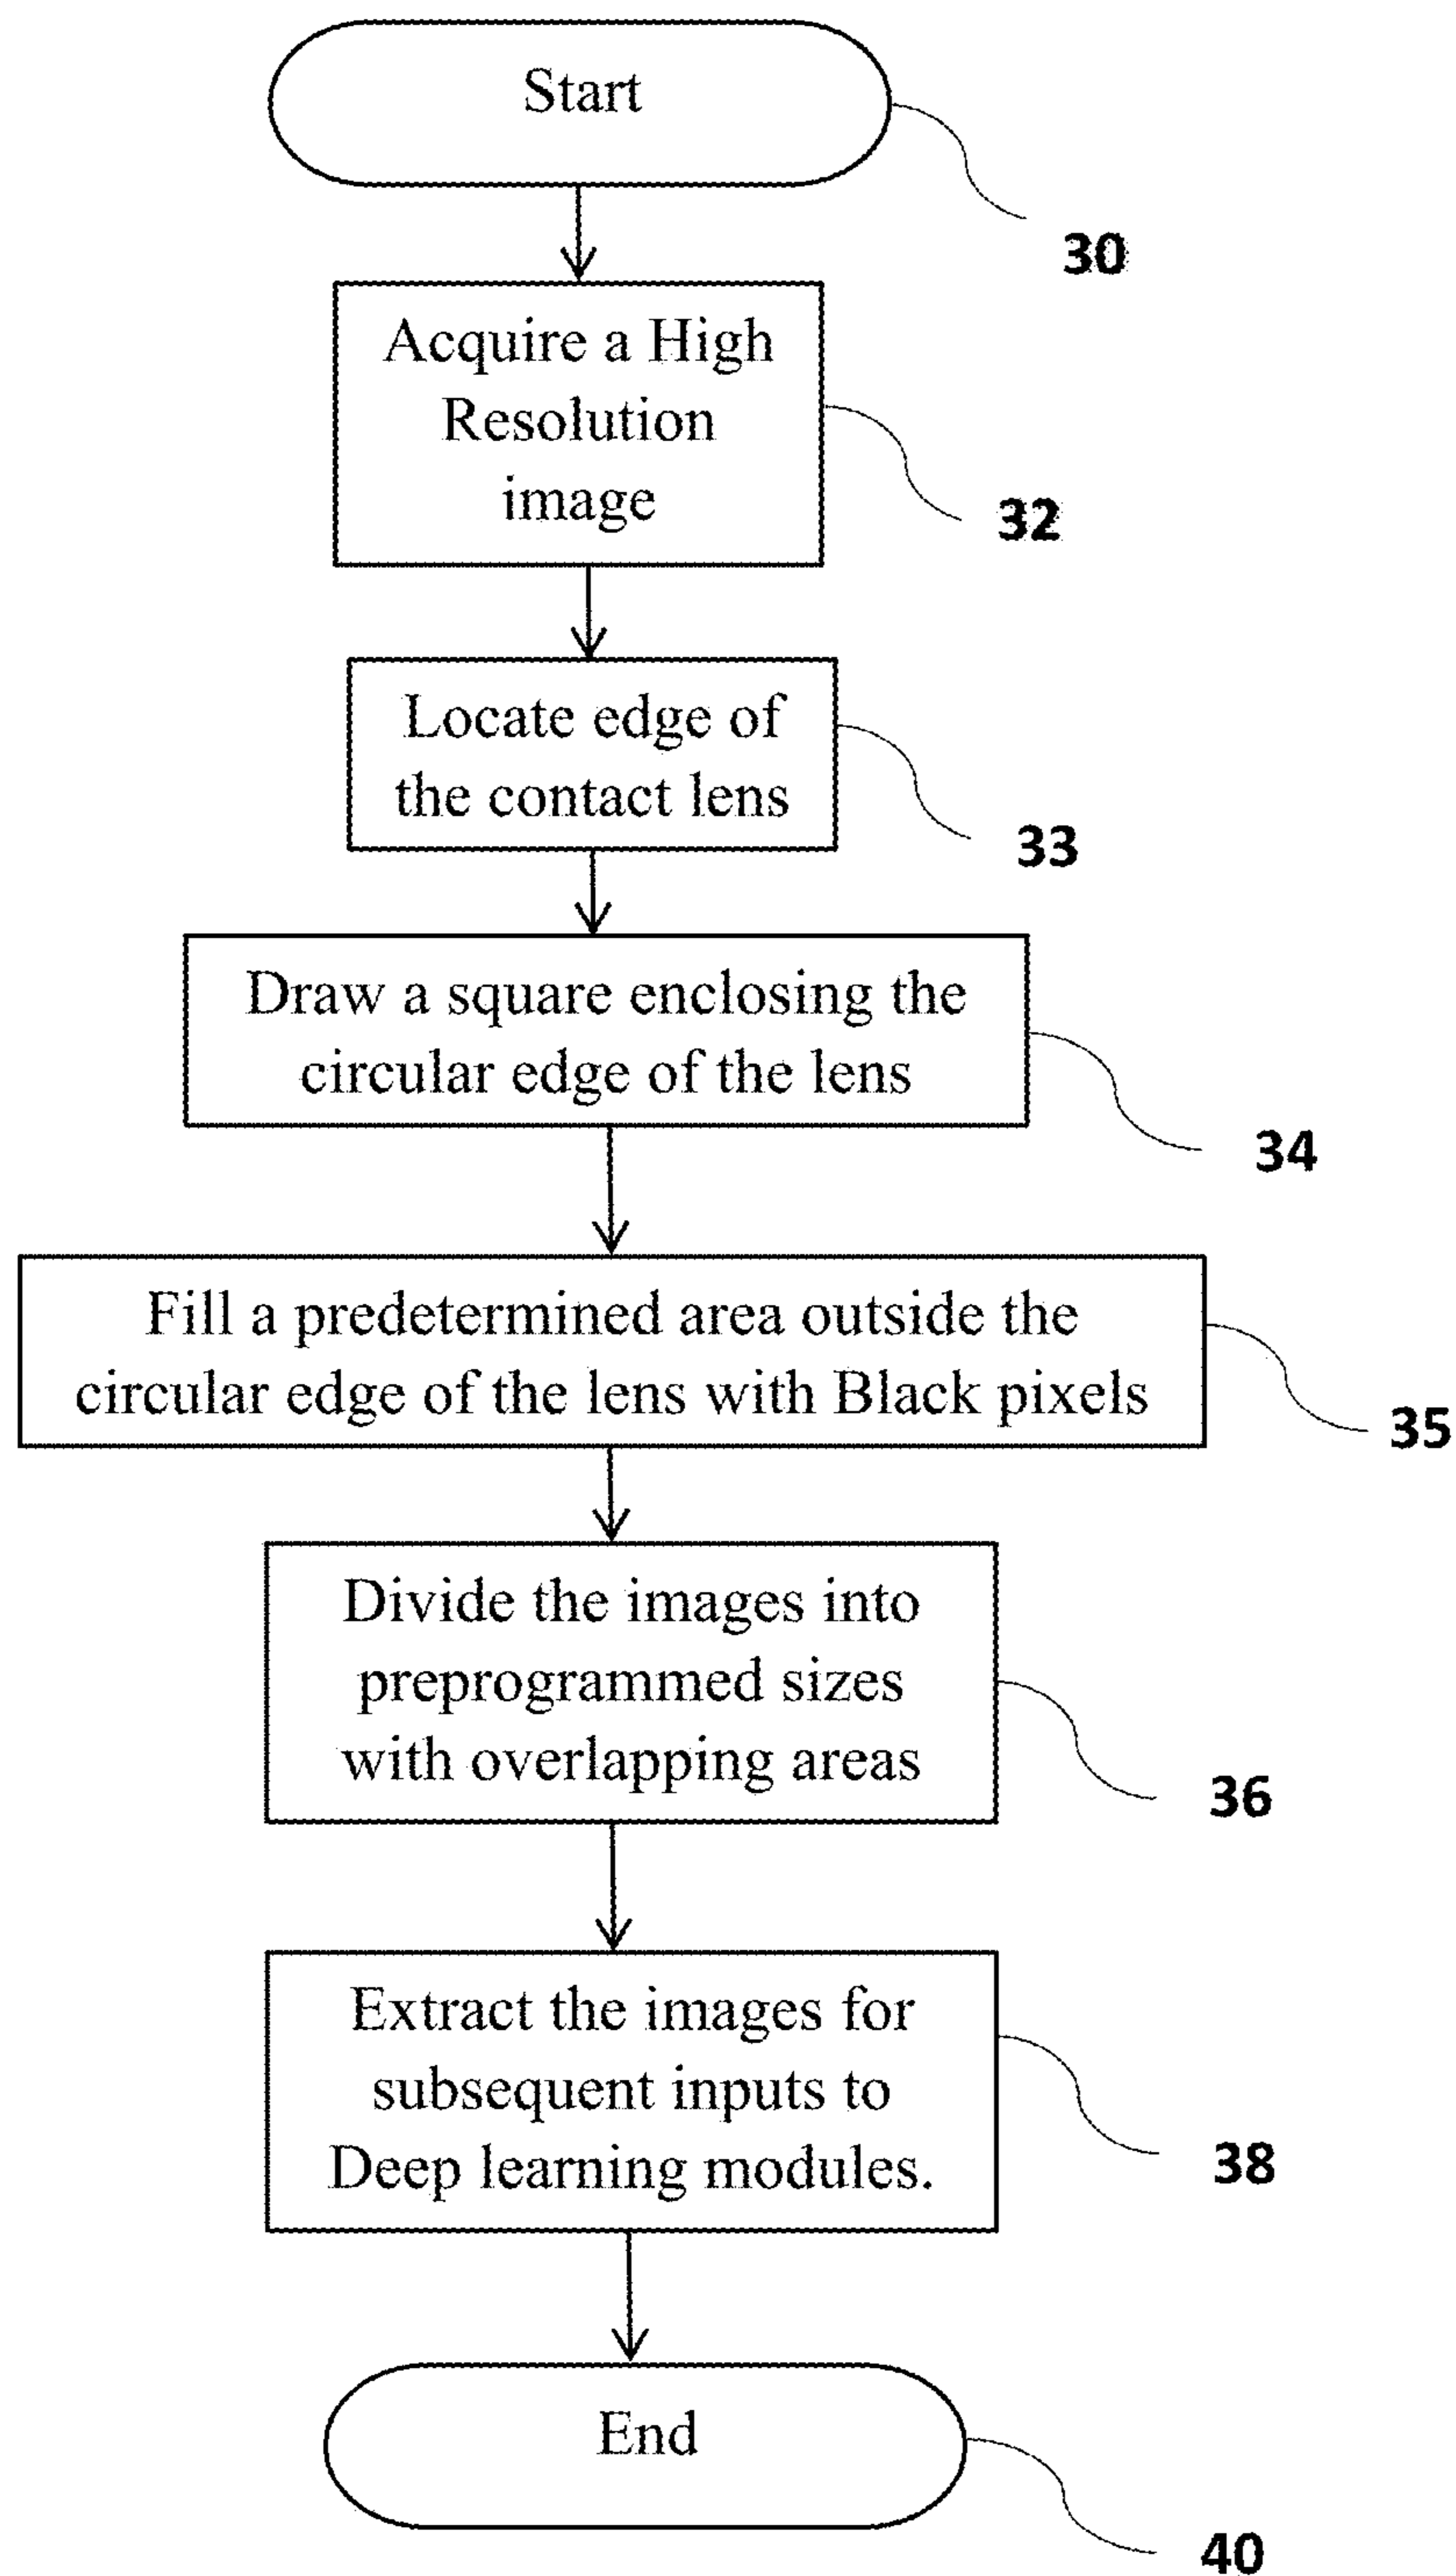 Start
30
Acquire a High
Resolution
image
32
Locate edge of
the contact lens
33
Draw a square enclosing the
circular edge of the lens
34
Fill a predetermined area outside the
circular edge of the lens with Black pixels
35
Divide the images into
preprogrammed sizes
with overlapping areas
36
Extract the images for
subsequent inputs to
Deep learning modules.
38
End
40